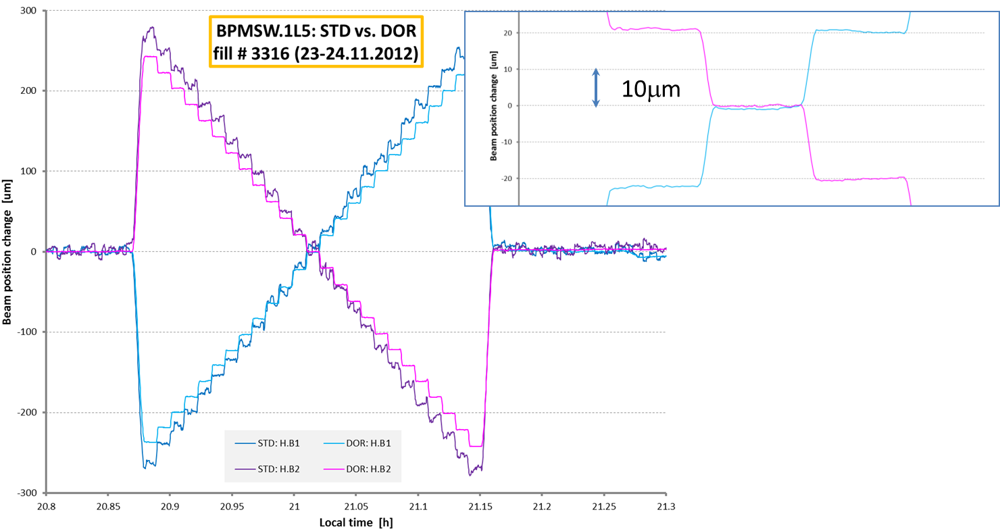 BPMSW.1L5: STD vs. DOR
fill # 3316 (23-24.11.2012)
Beam position change [um]
300
200
100
0
-100
-200
-300
20.8
20.85
20.9
20.95
21
21.05
21.1
21.15
21.2
21.25
21.3
Local time [h]
STD: H.B1
DOR: H.B1
STD: H.B2
DOR: H.B2
Beam position change [um]
20
10
0
-10
-20
10μm